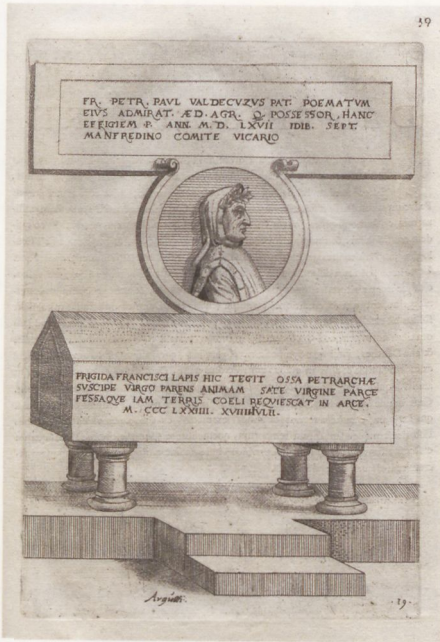 19
FR. PETR. PAVL VALDECVZVS PAT. POEMATVM
EIVS ADMIRAT. ÆD. AGR. Q. POSSESSOR, HANC
EFFIGIEM P. ANN. M. D. LXVII IDIB. SEPT.
MANFREDINO COMITE VICARIO
FRIGIDA FRANCISCI LAPIS HIC TEGIT OSSA PETRARCHÆ
SVSCIPE VIRGO PARENS ANIMAM SATE VIRGINE PARCE
FESSAQVE IAM TERRIS COELI REQVIESCAT IN ARCE.
M. CCC LXXIIII. XVIIII IVLII.
29.